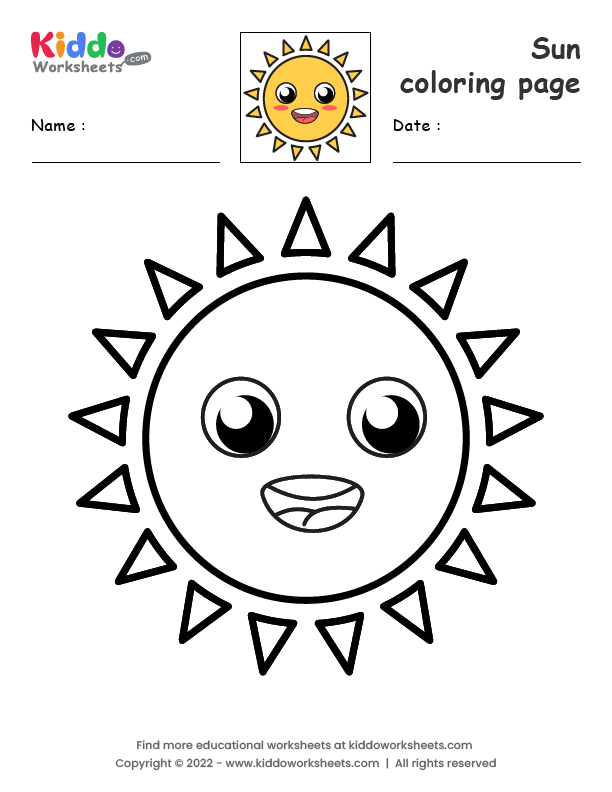 Kiddo
Worksheets.com
Sun
coloring page
Name :
Date :
Find more educational worksheets at kiddoworksheets.com
Copyright © 2022 - www.kiddoworksheets.com | All rights reserved